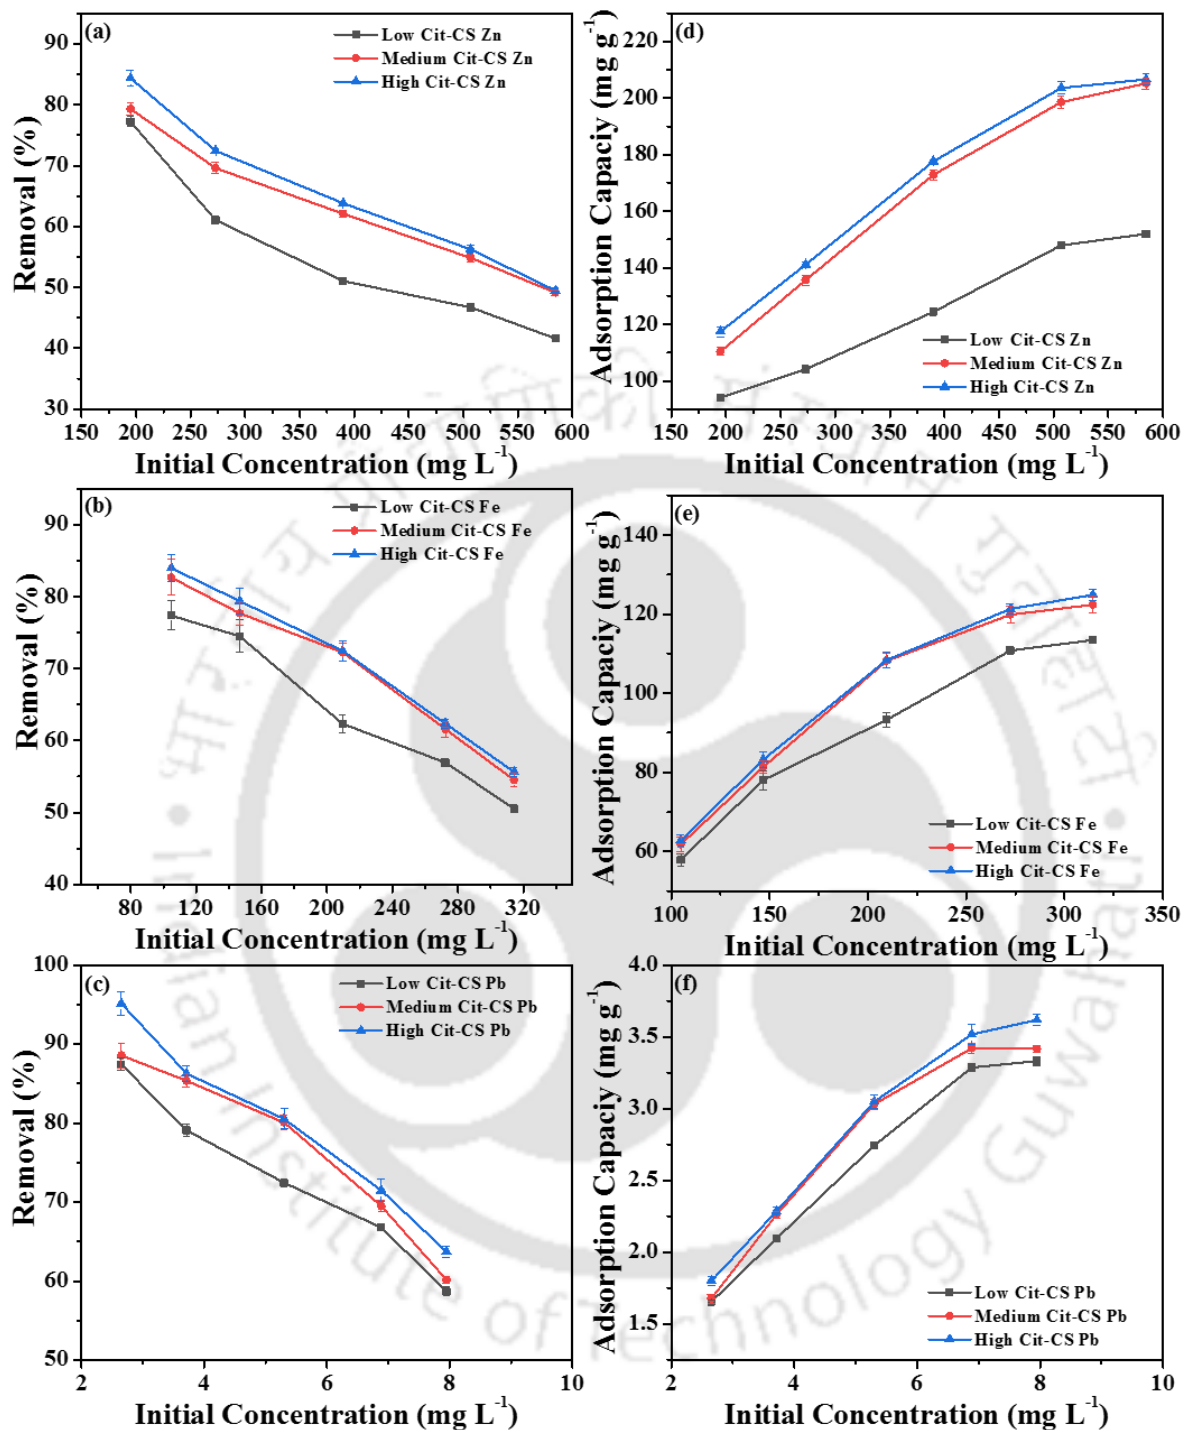 (a)
Low Cit-CS Zn
Medium Cit-CS Zn
High Cit-CS Zn
Removal (%)
90
80
70
60
50
40
30
150 200 250 300 350 400 450 500 550 600
Initial Concentration (mg L-1)
(d)
Low Cit-CS Zn
Medium Cit-CS Zn
High Cit-CS Zn
Adsorption Capaciy (mg g-1)
220
200
180
160
140
120
100
150 200 250 300 350 400 450 500 550 600
Initial Concentration (mg L-1)
(b)
Low Cit-CS Fe
Medium Cit-CS Fe
High Cit-CS Fe
Removal (%)
90
80
70
60
50
40
80 120 160 200 240 280 320
Initial Concentration (mg L-1)
(e)
Low Cit-CS Fe
Medium Cit-CS Fe
High Cit-CS Fe
Adsorption Capaciy (mg g-1)
140
120
100
80
60
100 150 200 250 300 350
Initial Concentration (mg L-1)
(c)
Low Cit-CS Pb
Medium Cit-CS Pb
High Cit-CS Pb
Removal (%)
100
90
80
70
60
50
2 4 6 8 10
Initial Concentration (mg L-1)
(f)
Low Cit-CS Pb
Medium Cit-CS Pb
High Cit-CS Pb
Adsorption Capaciy (mg g-1)
4.0
3.5
3.0
2.5
2.0
1.5
2 4 6 8 10
Initial Concentration (mg L-1)
भारतीय प्रौद्योगिकी संस्थान गुवाहाटी
Indian Institute of Technology Guwahati